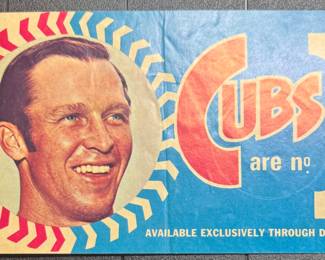 CUBS
are nº.
AVAILABLE EXCLUSIVELY THROUGH D